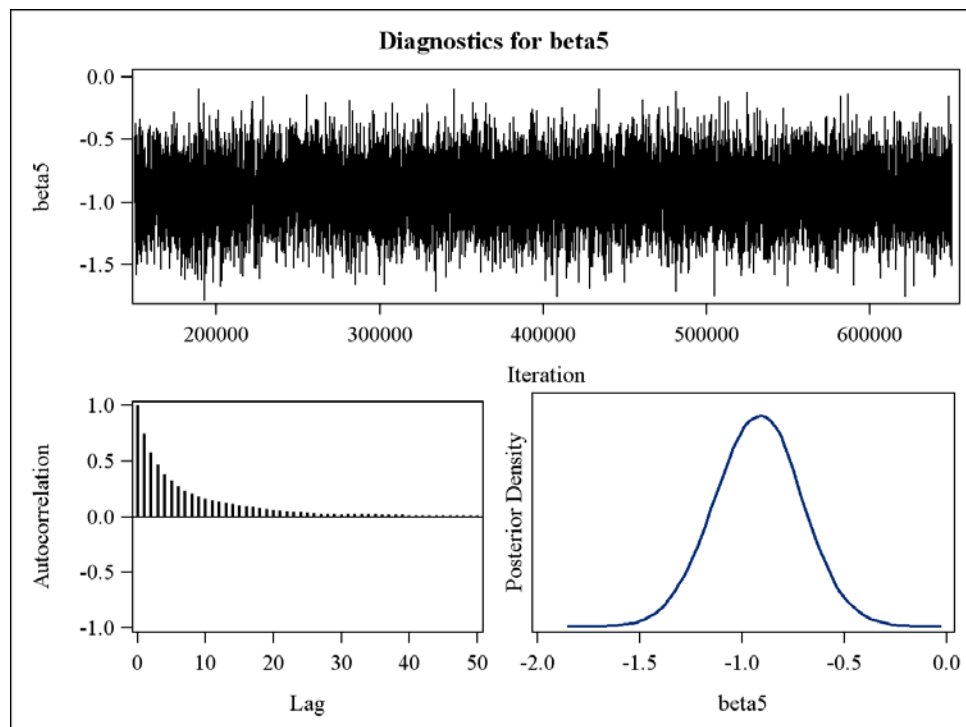 Diagnostics for beta5
beta5
0.0
-0.5
-1.0
-1.5
200000 300000 400000 500000 600000
Iteration
Autocorrelation
1.0
0.5
0.0
-0.5
-1.0
0 10 20 30 40 50
Lag
Posterior Density
-2.0 -1.5 -1.0 -0.5 0.0
beta5